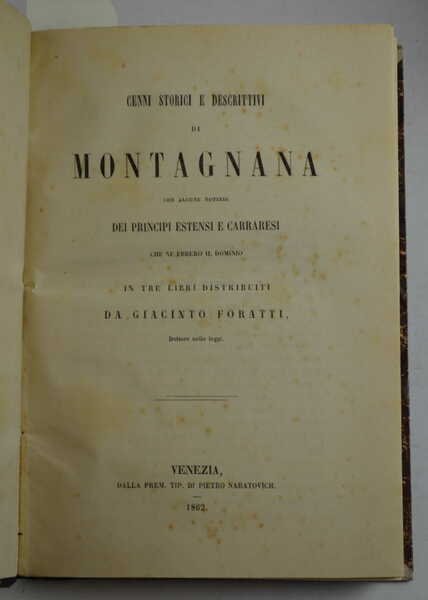 CENNI STORICI E DESCRITTIVI
DI
MONTAGNANA
CON ALCUNE NOTIZIE
DEI PRINCIPI ESTENSI E CARRARESI
CHE NE EBBERO IL DOMINIO
IN TRE LIBRI DISTRIBUITI
DA GIACINTO FORATTI,
Dottore nelle leggi.
VENEZIA,
DALLA PREM. TIP. DI PIETRO NARATOVICH.
1862.